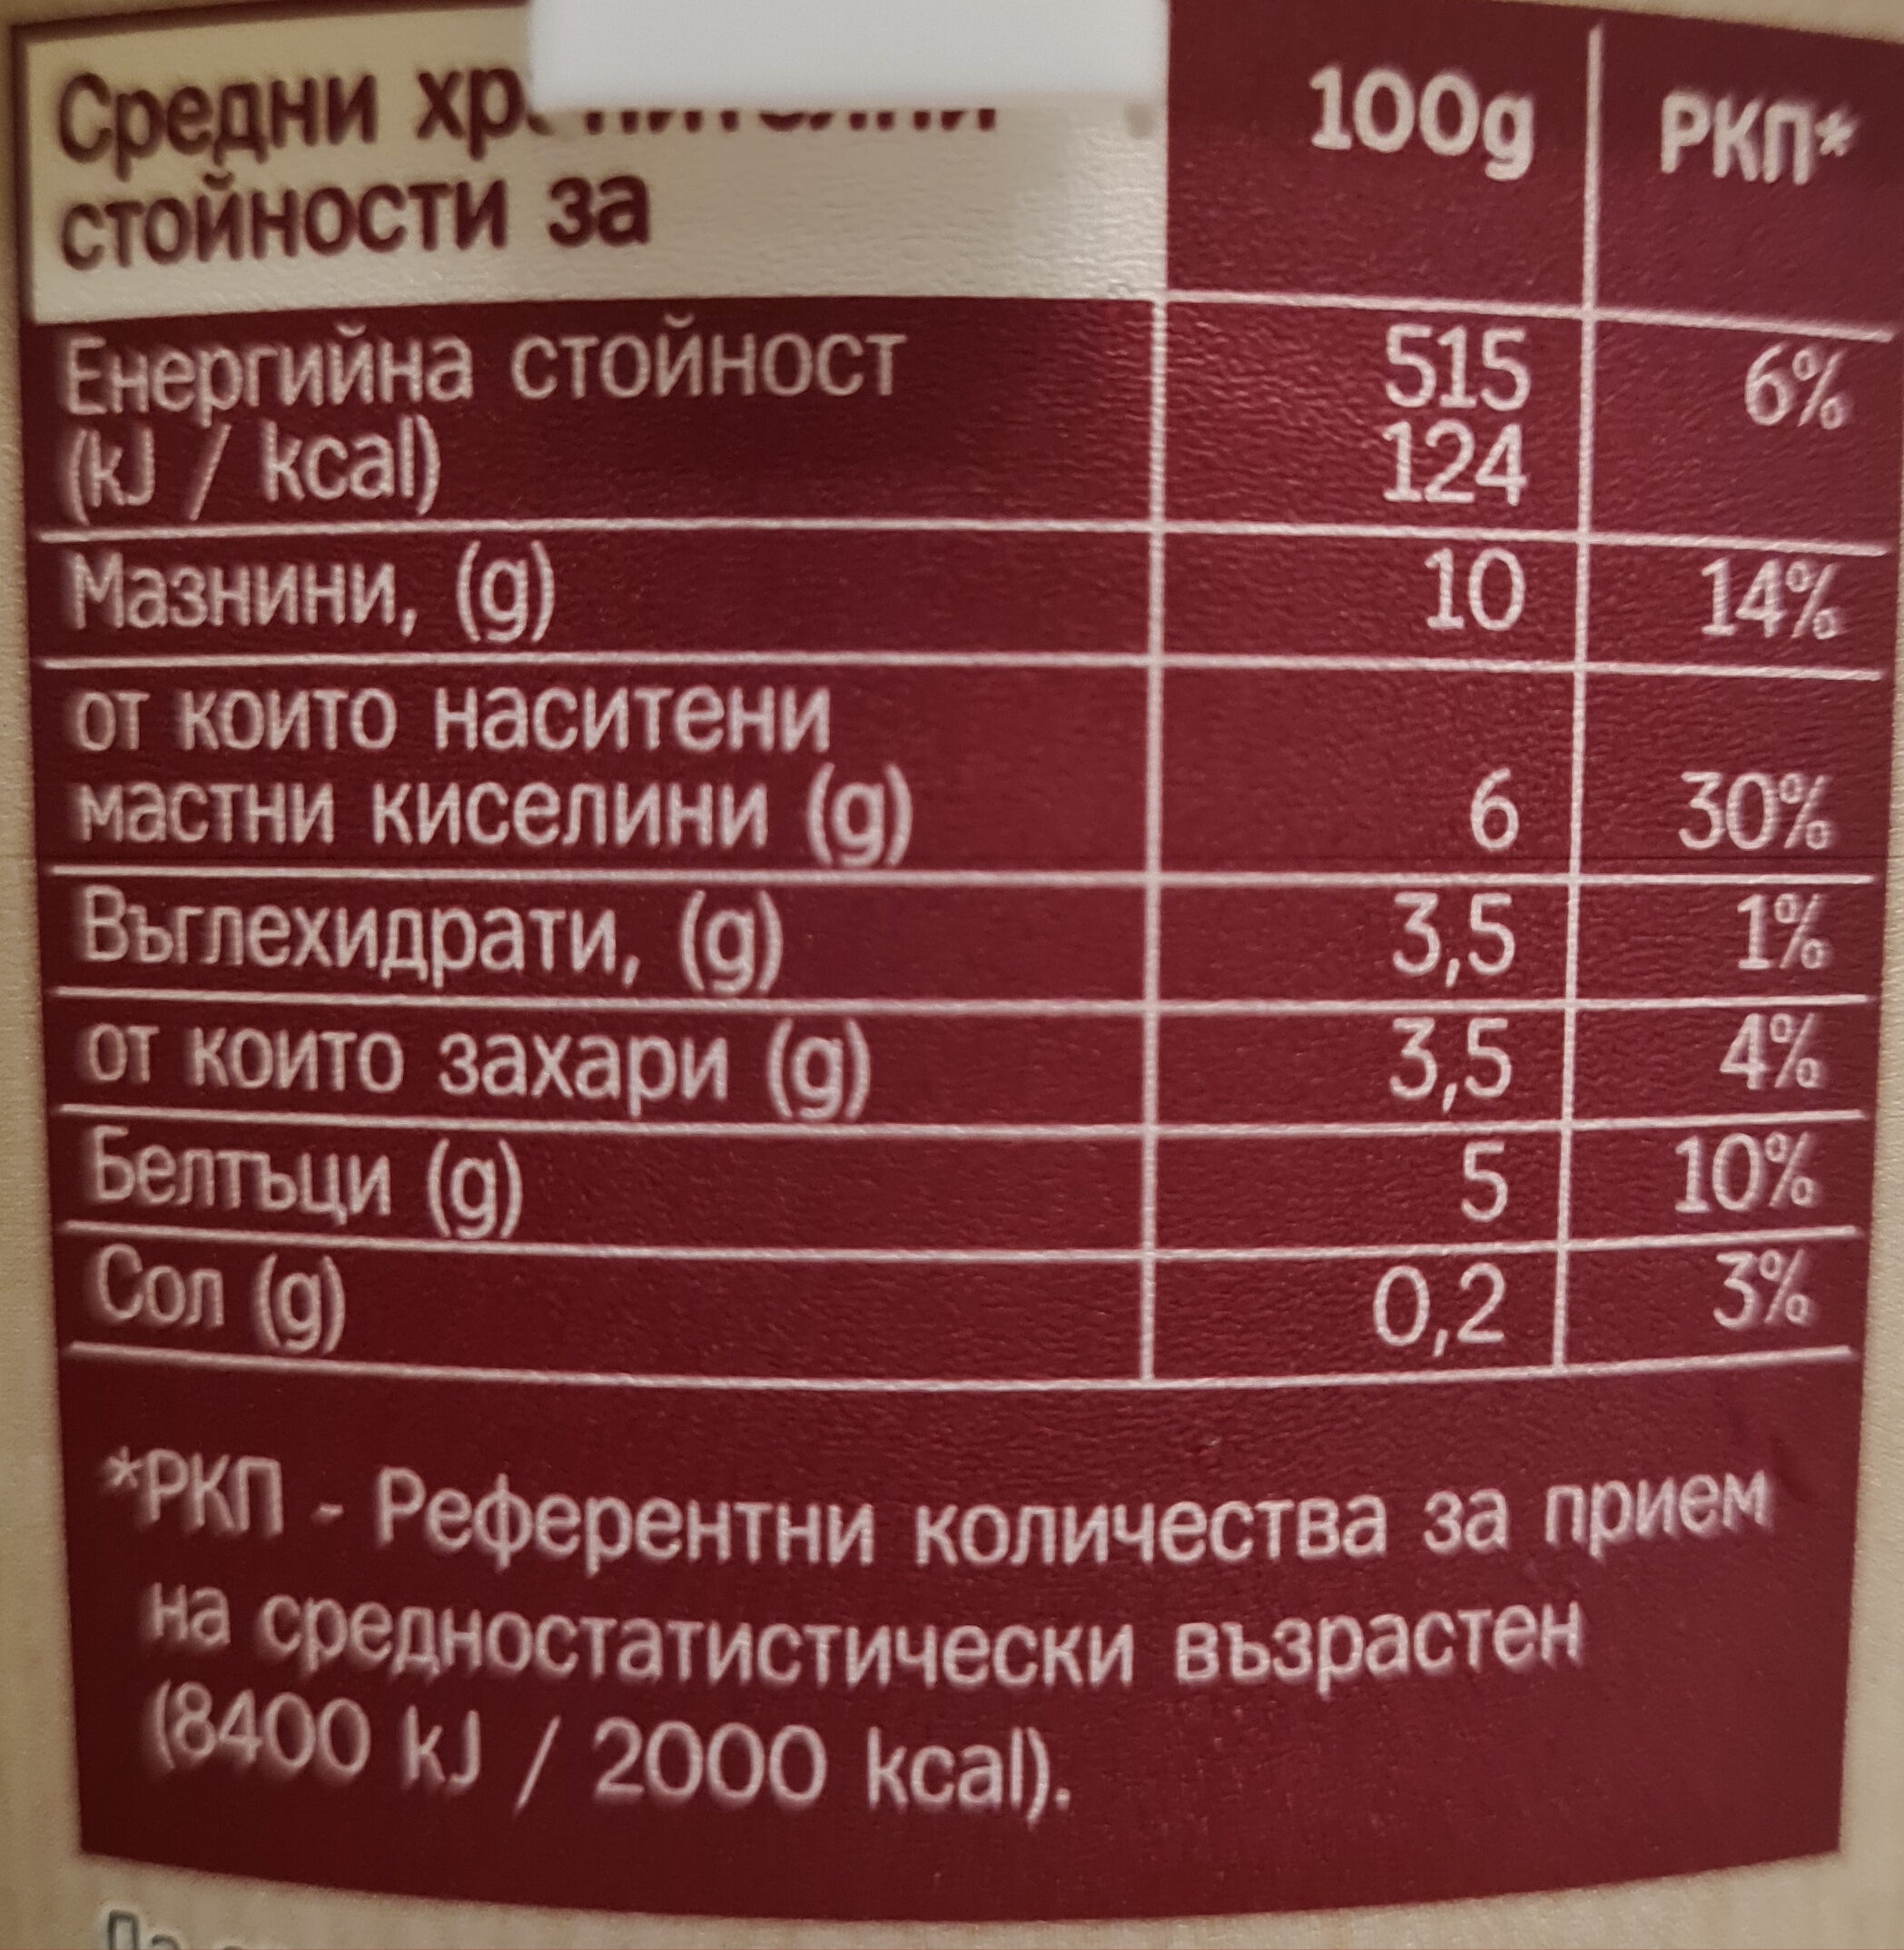 Средни
стойности за
100g РКП*
Енергийна стойност 515 6%
(kJ / kcal) 124
Мазнини, (g) 10 14%
от които наситени
мастни киселини (g) 6 30%
Въглехидрати, (g) 3,5 1%
от които захари (g) 3,5 4%
Белтъци (g) 5 10%
Сол (g) 0,2 3%
*РКП - Референтни количества за прием
на средностатистически възрастен
(8400 kJ / 2000 kcal).